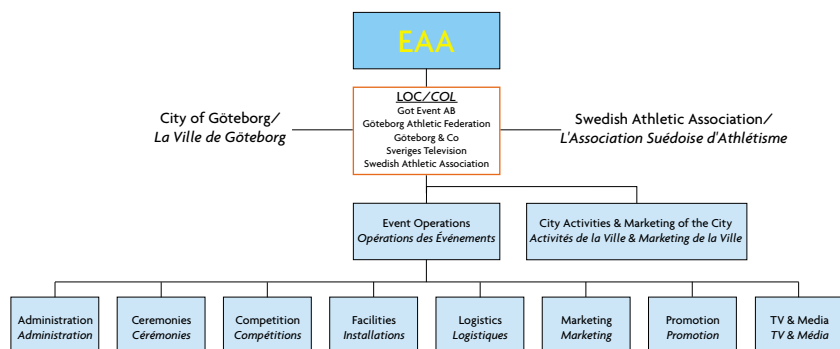 EAA
LOC/COL
Got Event AB
Göteborg Athletic Federation
Göteborg & Co
Sveriges Television
Swedish Athletic Association
City of Göteborg/
La Ville de Göteborg
Swedish Athletic Association/
L'Association Suédoise d'Athlétisme
Event Operations
Opérations des Événements
City Activities & Marketing of the City
Activités de la Ville & Marketing de la Ville
Administration
Administration
Ceremonies
Cérémonies
Competition
Compétitions
Facilities
Installations
Logistics
Logistiques
Marketing
Marketing
Promotion
Promotion
TV & Media
TV & Média